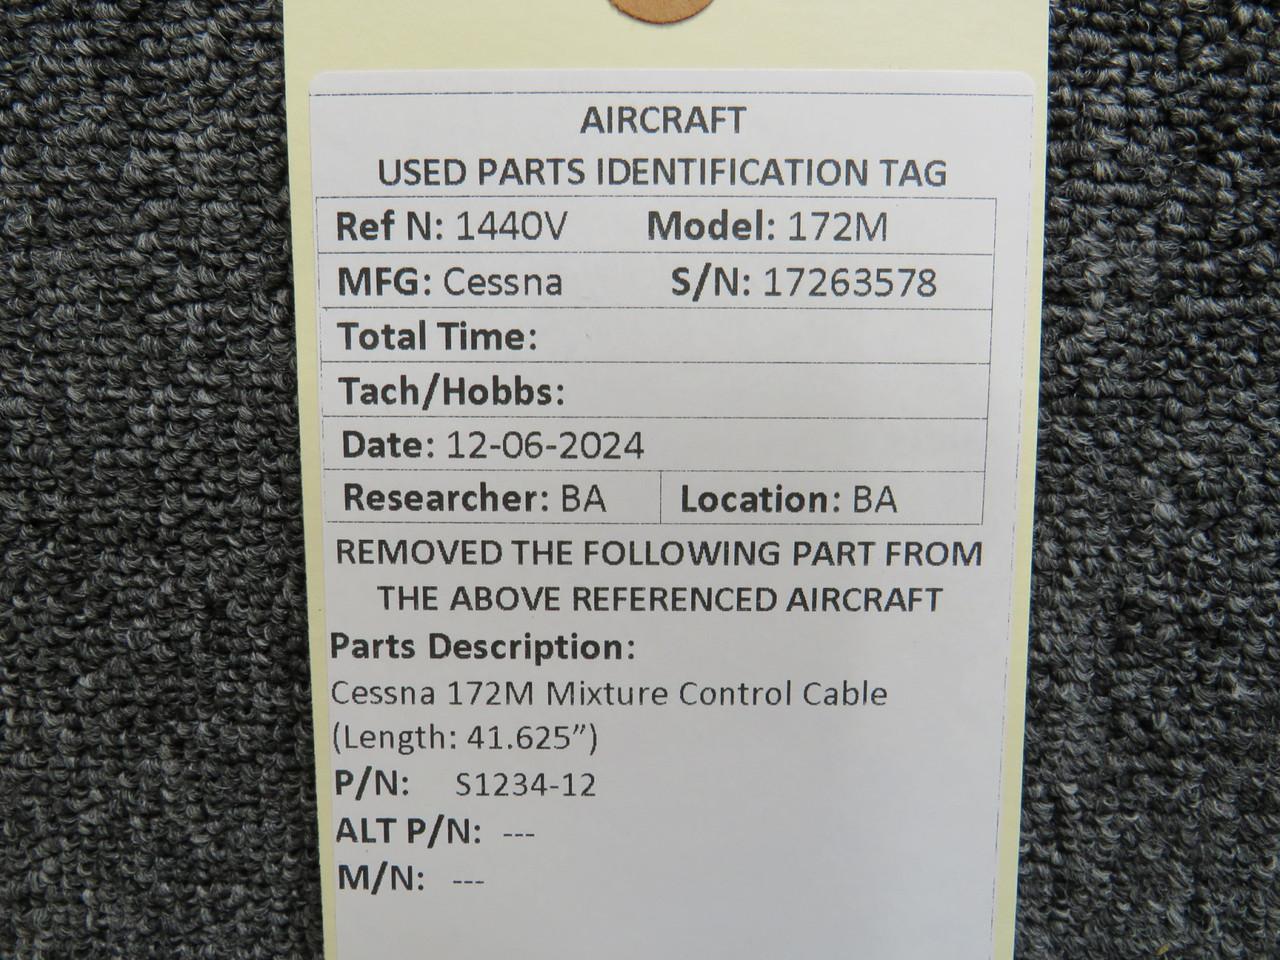 AIRCRAFT
USED PARTS IDENTIFICATION TAG
Ref N: 1440V Model: 172M
MFG: Cessna S/N: 17263578
Total Time:
Tach/Hobbs:
Date: 12-06-2024
Researcher: BA Location: BA
REMOVED THE FOLLOWING PART FROM
THE ABOVE REFERENCED AIRCRAFT
Parts Description:
Cessna 172M Mixture Control Cable
(Length: 41.625”)
P/N: S1234-12
ALT P/N: ---
M/N: ---